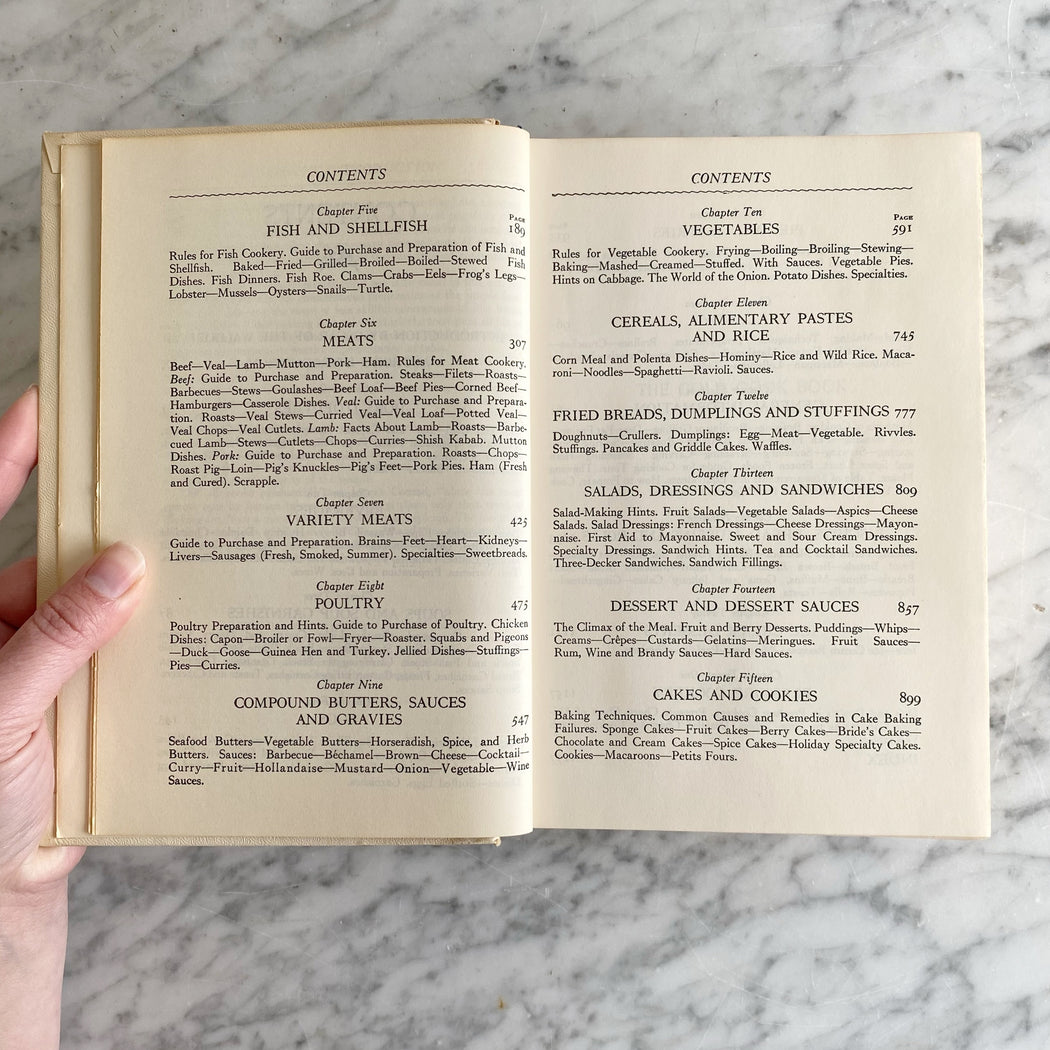 CONTENTS
Chapter Five
PAGE
FISH AND SHELLFISH 189
Rules for Fish Cookery. Guide to Purchase and Preparation of Fish and
Shellfish. Baked—Fried—Grilled—Broiled—Boiled—Stewed Fish
Dishes. Fish Dinners. Fish Roe. Clams—Crabs—Eels—Frog's Legs—
Lobster—Mussels—Oysters—Snails—Turtle.
Chapter Six
MEATS 307
Beef—Veal—Lamb—Mutton—Pork—Ham. Rules for Meat Cookery.
Beef: Guide to Purchase and Preparation. Steaks—Filets—Roasts—
Barbecues—Stews—Goulashes—Beef Loaf—Beef Pies—Corned Beef—
Hamburgers—Casserole Dishes. Veal: Guide to Purchase and Prepara-
tion. Roasts—Veal Stews—Curried Veal—Veal Loaf—Potted Veal—
Veal Chops—Veal Cutlets. Lamb: Facts About Lamb—Roasts—Barbe-
cued Lamb—Stews—Cutlets—Chops—Curries—Shish Kabab. Mutton
Dishes. Pork: Guide to Purchase and Preparation. Roasts—Chops—
Roast Pig—Loin—Pig's Knuckles—Pig's Feet—Pork Pies. Ham (Fresh
and Cured). Scrapple.
Chapter Seven
VARIETY MEATS 425
Guide to Purchase and Preparation. Brains—Feet—Heart—Kidneys—
Livers—Sausages (Fresh, Smoked, Summer). Specialties—Sweetbreads.
Chapter Eight
POULTRY 475
Poultry Preparation and Hints. Guide to Purchase of Poultry. Chicken
Dishes: Capon—Broiler or Fowl—Fryer—Roaster. Squabs and Pigeons
—Duck—Goose—Guinea Hen and Turkey. Jellied Dishes—Stuffings—
Pies—Curries.
Chapter Nine
COMPOUND BUTTERS, SAUCES
AND GRAVIES 547
Seafood Butters—Vegetable Butters—Horseradish, Spice, and Herb
Butters. Sauces: Barbecue—Béchamel—Brown—Cheese—Cocktail—
Curry—Fruit—Hollandaise—Mustard—Onion—Vegetable—Wine
Sauces.
CONTENTS
Chapter Ten
PAGE
VEGETABLES 591
Rules for Vegetable Cookery. Frying—Boiling—Broiling—Stewing—
Baking—Mashed—Creamed—Stuffed. With Sauces. Vegetable Pies.
Hints on Cabbage. The World of the Onion. Potato Dishes. Specialties.
Chapter Eleven
CEREALS, ALIMENTARY PASTES
AND RICE 745
Corn Meal and Polenta Dishes—Hominy—Rice and Wild Rice. Maca-
roni—Noodles—Spaghetti—Ravioli. Sauces.
Chapter Twelve
FRIED BREADS, DUMPLINGS AND STUFFINGS 777
Doughnuts—Crullers. Dumplings: Egg—Meat—Vegetable. Rivvles.
Stuffings. Pancakes and Griddle Cakes. Waffles.
Chapter Thirteen
SALADS, DRESSINGS AND SANDWICHES 809
Salad-Making Hints. Fruit Salads—Vegetable Salads—Aspics—Cheese
Salads. Salad Dressings: French Dressings—Cheese Dressings—Mayon-
naise. First Aid to Mayonnaise. Sweet and Sour Cream Dressings.
Specialty Dressings. Sandwich Hints. Tea and Cocktail Sandwiches.
Three-Decker Sandwiches. Sandwich Fillings.
Chapter Fourteen
DESSERT AND DESSERT SAUCES 857
The Climax of the Meal. Fruit and Berry Desserts. Puddings—Whips—
Creams—Crêpes—Custards—Gelatins—Meringues. Fruit Sauces—
Rum, Wine and Brandy Sauces—Hard Sauces.
Chapter Fifteen
CAKES AND COOKIES 899
Baking Techniques. Common Causes and Remedies in Cake Baking
Failures. Sponge Cakes—Fruit Cakes—Berry Cakes—Bride's Cakes—
Chocolate and Cream Cakes—Spice Cakes—Holiday Specialty Cakes.
Cookies—Macaroons—Petits Fours.